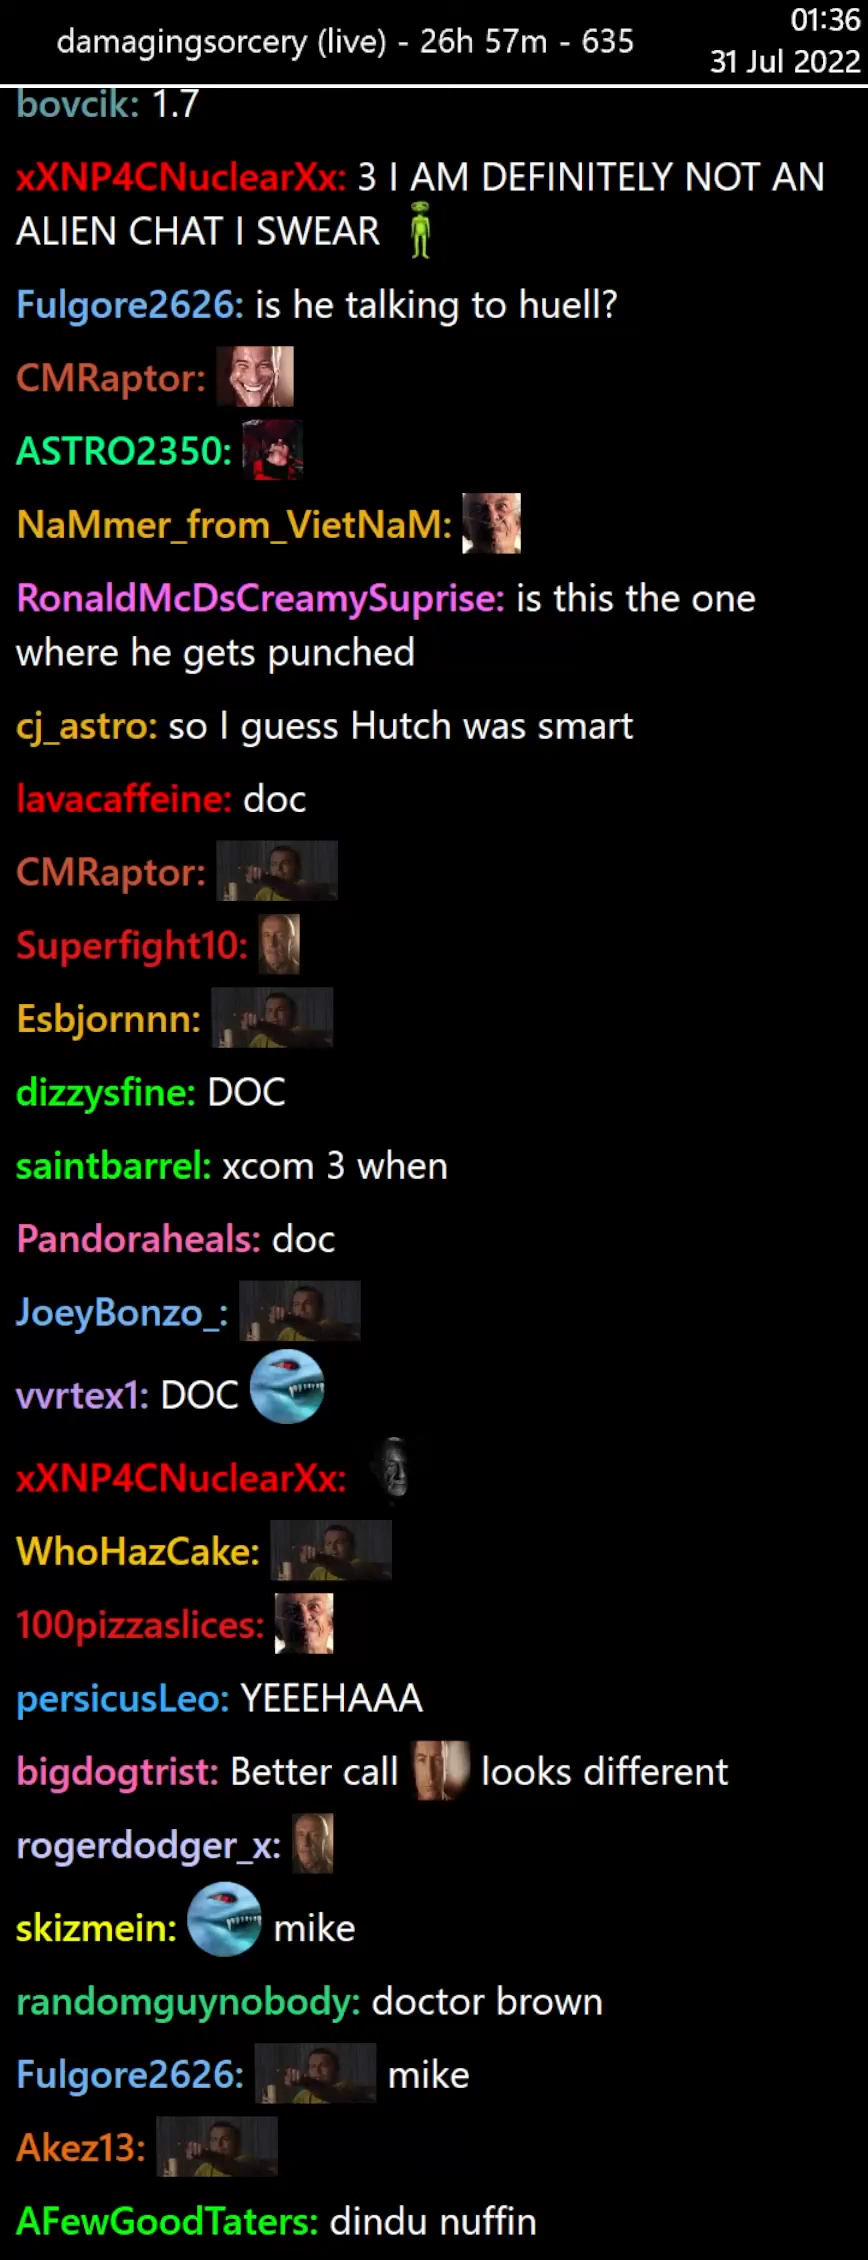 damagingsorcery (live) - 26h 57m - 635
01:36
31 Jul 2022
bovcik: 1.7
xXNP4CNuclearXx: 3 I AM DEFINITELY NOT AN
ALIEN CHAT I SWEAR
Fulgore2626: is he talking to huell?
CMRaptor:
ASTRO2350:
NaMmer_from_VietNaM:
RonaldMcDsCreamySuprise: is this the one
where he gets punched
cj_astro: so I guess Hutch was smart
lavacaffeine: doc
CMRaptor:
Superfight10:
Esbjornnn:
dizzysfine: DOC
saintbarrel: xcom 3 when
Pandoraheals: doc
JoeyBonzo_:
vvrtex1: DOC
xXNP4CNuclearXx:
WhoHazCake:
100pizzaslices:
persicusLeo: YEEEHAAA
bigdogtrist: Better call looks different
rogerdodger_x:
skizmein: mike
randomguynobody: doctor brown
Fulgore2626: mike
Akez13:
AFewGoodTaters: dindu nuffin